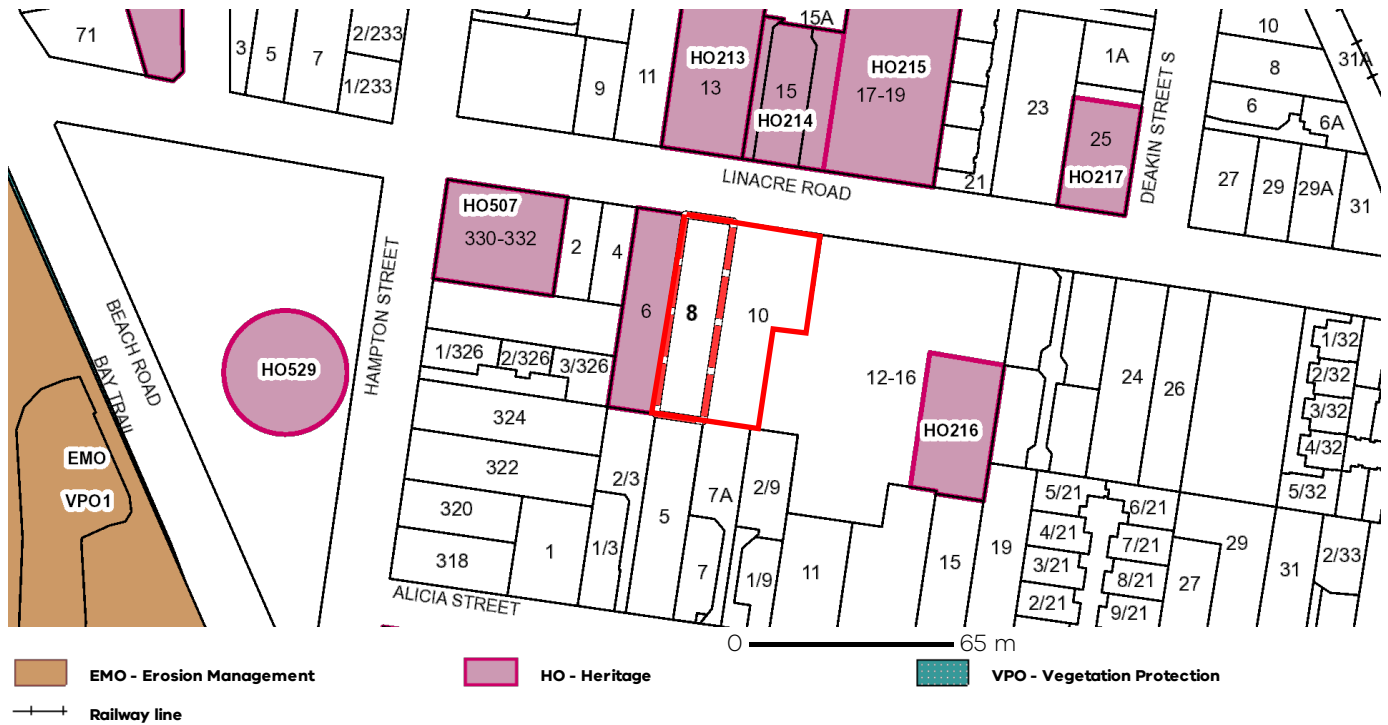 71
3
5
7
2/233
1/233
9
11
HO213
13
15A
15
HO214
HO215
17-19
23
21
1A
25
HO217
DEAKIN STREET S
10
8
6
6A
31A
27
29
29A
31
LINACRE ROAD
HO507
330-332
2
4
6
8
10
12-16
HO216
24
26
1/32
2/32
3/32
4/32
5/32
HAMPTON STREET
BEACH ROAD
BAY TRAIL
HO529
EMO
VPO1
1/326
2/326
3/326
324
322
320
318
1
2/3
1/3
5
7A
7
2/9
1/9
11
15
19
5/21
4/21
3/21
2/21
6/21
7/21
8/21
9/21
27
29
31
2/33
ALICIA STREET
0 65 m
EMO - Erosion Management
HO - Heritage
VPO - Vegetation Protection
Railway line